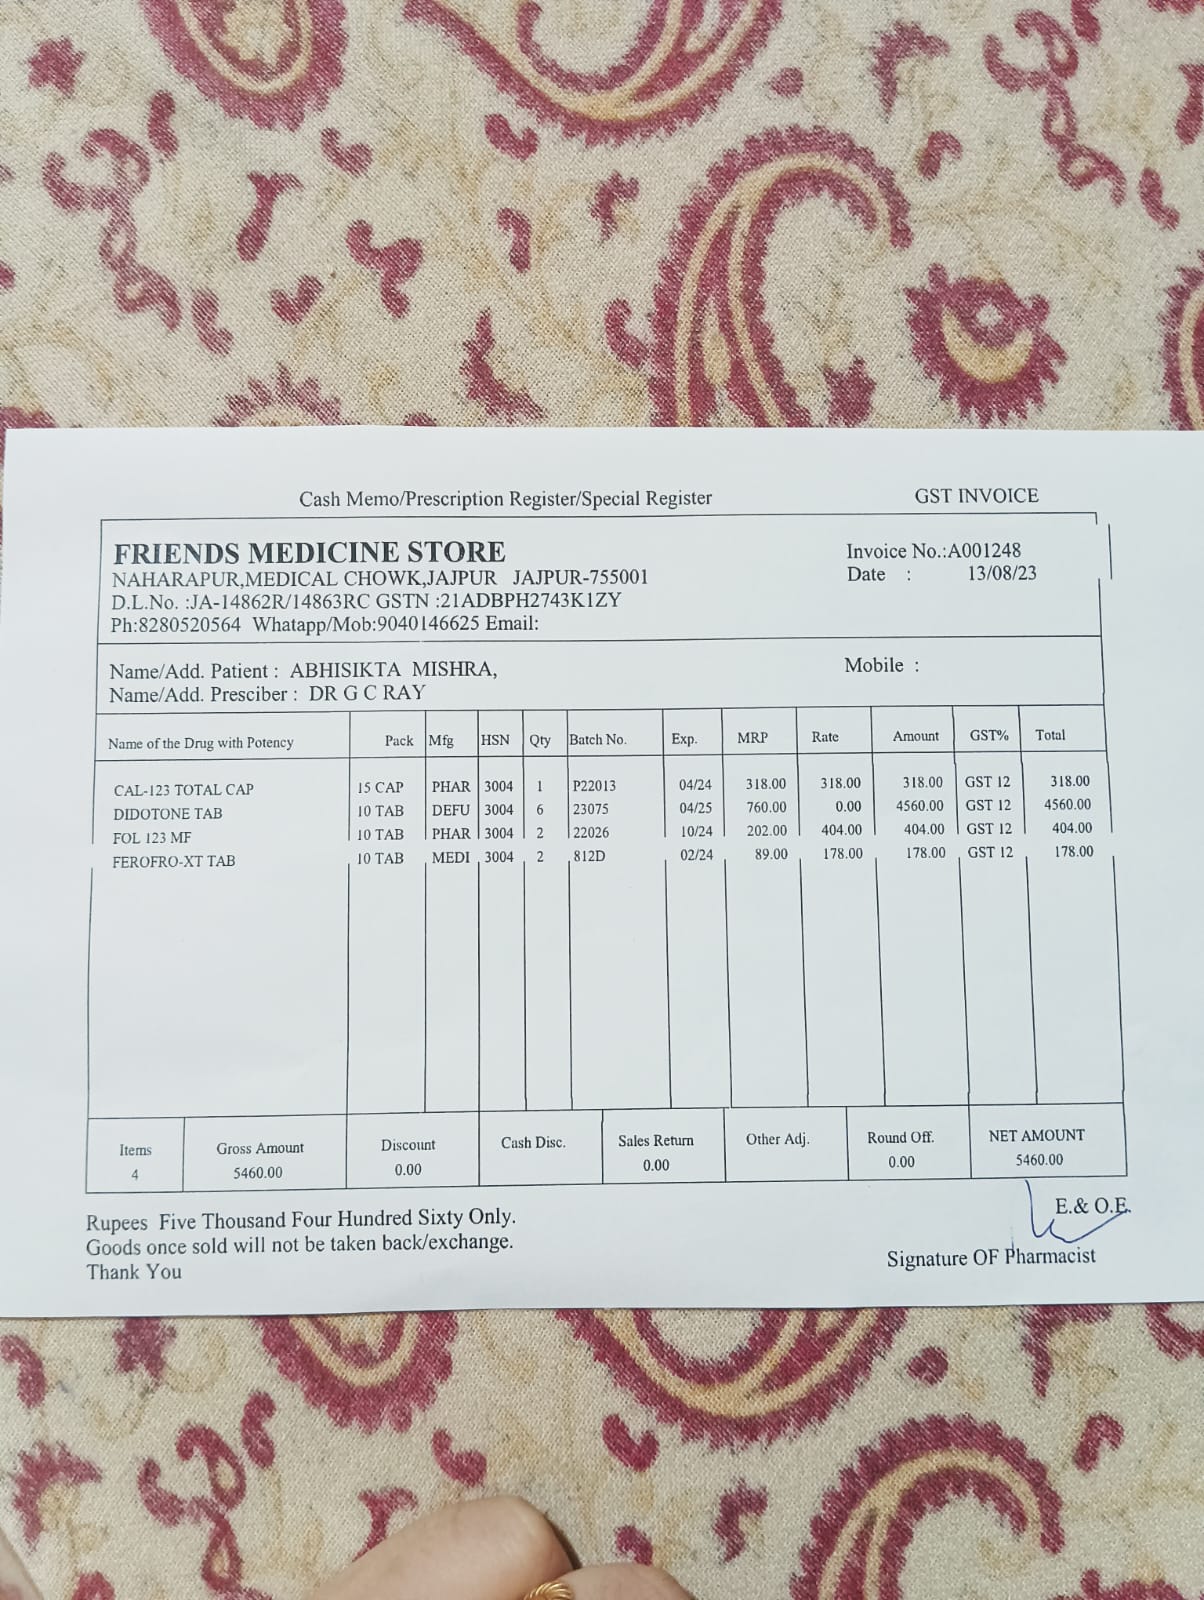 Cash Memo/Prescription Register/Special Register GST INVOICE
FRIENDS MEDICINE STORE
NAHARAPUR,MEDICAL CHOWK,JAJPUR JAJPUR-755001
D.L.No. :JA-14862R/14863RC GSTN :21ADBPH2743K1ZY
Ph:8280520564 Whatapp/Mob:9040146625 Email:
Invoice No.:A001248
Date : 13/08/23
Name/Add. Patient : ABHISIKTA MISHRA,
Name/Add. Presciber : DR G C RAY
Mobile :
Name of the Drug with Potency Pack Mfg HSN Qty Batch No. Exp. MRP Rate Amount GST% Total
CAL-123 TOTAL CAP 15 CAP PHAR 3004 1 P22013 04/24 318.00 318.00 318.00 GST 12 318.00
DIDOTONE TAB 10 TAB DEFU 3004 6 23075 04/25 760.00 0.00 4560.00 GST 12 4560.00
FOL 123 MF 10 TAB PHAR 3004 2 22026 10/24 202.00 404.00 404.00 GST 12 404.00
FEROFRO-XT TAB 10 TAB MEDI 3004 2 812D 02/24 89.00 178.00 178.00 GST 12 178.00
Items Gross Amount Discount Cash Disc. Sales Return Other Adj. Round Off. NET AMOUNT
4 5460.00 0.00 0.00 0.00 5460.00
Rupees Five Thousand Four Hundred Sixty Only.
Goods once sold will not be taken back/exchange.
Thank You
E.& O.E.
Signature OF Pharmacist